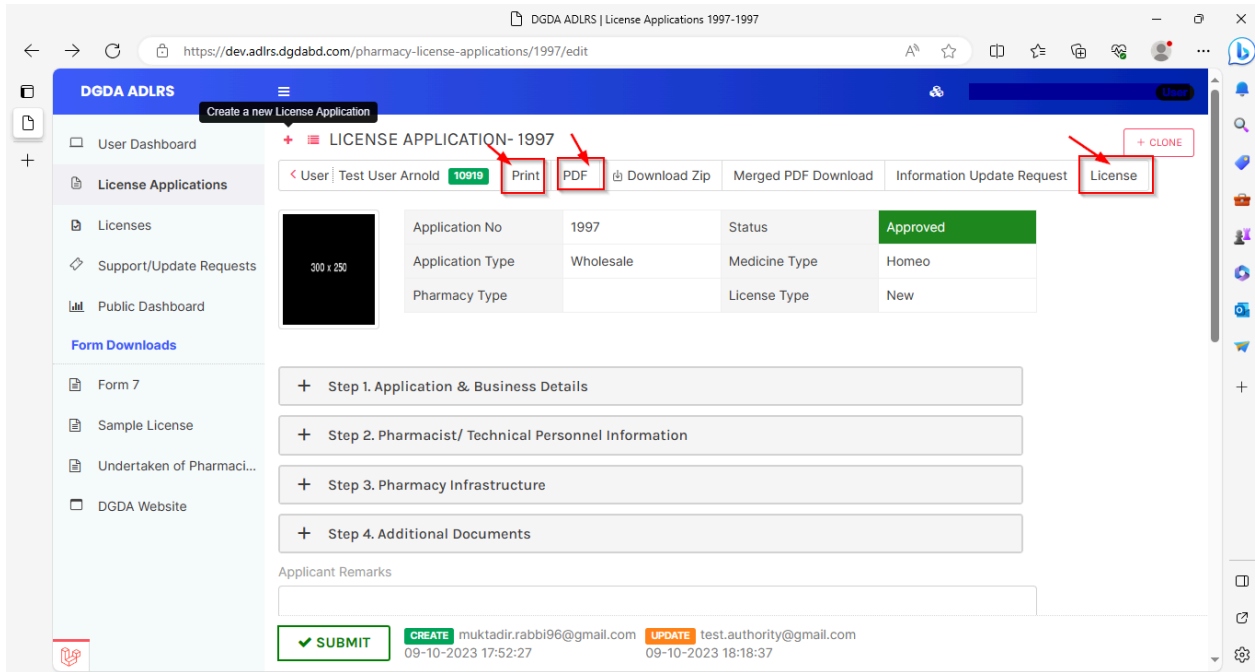 DGDA ADLRS | License Applications 1997-1997
https://dev.adlrs.dgdabd.com/pharmacy-license-applications/1997/edit
DGDA ADLRS
User
Create a new License Application
LICENSE APPLICATION- 1997
+ CLONE
User Test User Arnold 10919 Print PDF Download Zip Merged PDF Download Information Update Request License
User Dashboard
License Applications
Licenses
Support/Update Requests
Public Dashboard
Form Downloads
Form 7
Sample License
Undertaken of Pharmaci...
DGDA Website
300 x 250
Application No 1997 Status Approved
Application Type Wholesale Medicine Type Homeo
Pharmacy Type License Type New
+ Step 1. Application & Business Details
+ Step 2. Pharmacist/ Technical Personnel Information
+ Step 3. Pharmacy Infrastructure
+ Step 4. Additional Documents
Applicant Remarks
SUBMIT
CREATE muktadir.rabbi96@gmail.com UPDATE test.authority@gmail.com
09-10-2023 17:52:27 09-10-2023 18:18:37